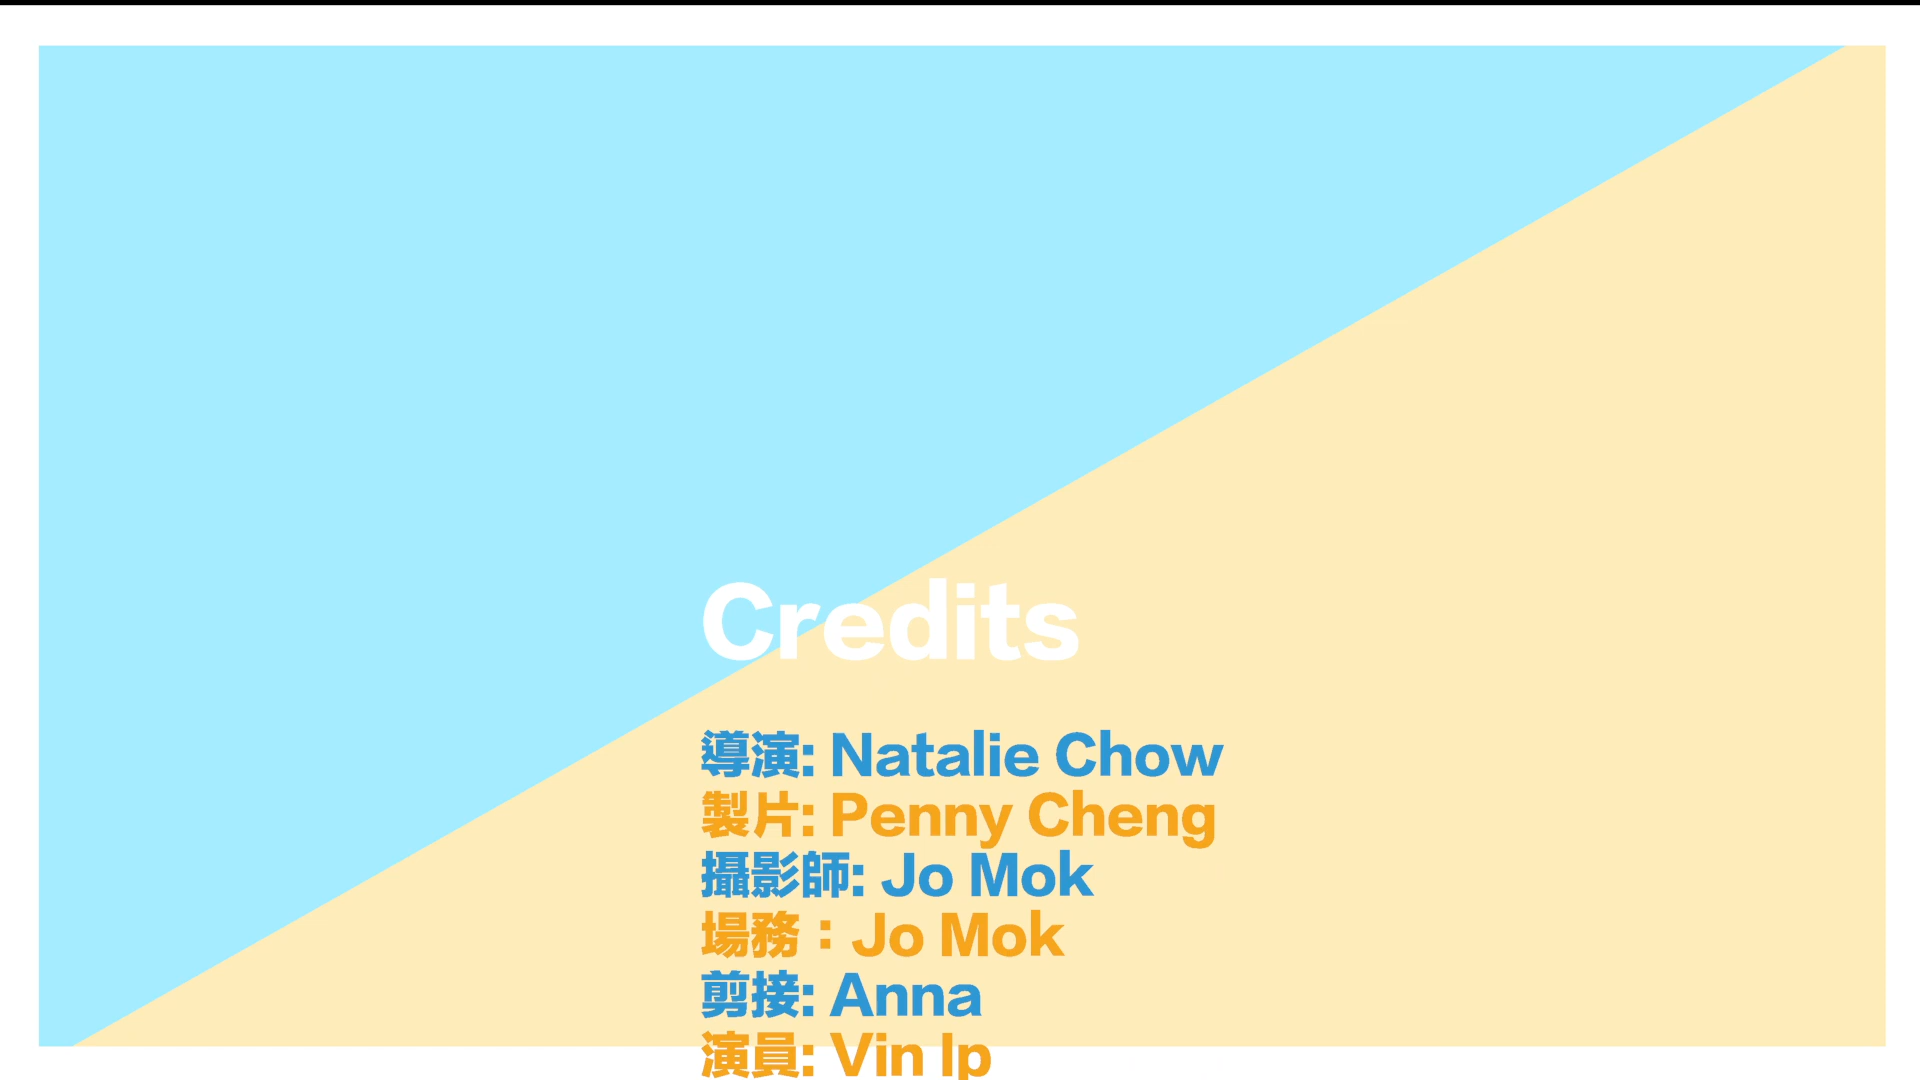 Credits
導演: Natalie Chow
製片: Penny Cheng
攝影師: Jo Mok
場務：Jo Mok
剪接: Anna
演員: Vin Ip